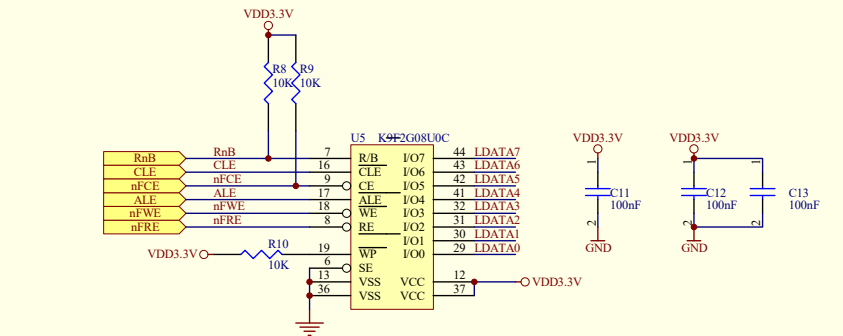 VDD3.3V
R8 R9
10K 10K
U5 K9F2G08U0C
RnB RnB 7 R/B I/O7 44 LDATA7
CLE CLE 16 CLE I/O6 43 LDATA6
nFCE nFCE 9 CE I/O5 42 LDATA5
ALE ALE 17 ALE I/O4 41 LDATA4
nFWE nFWE 18 WE I/O3 32 LDATA3
nFRE nFRE 8 RE I/O2 31 LDATA2
I/O1 30 LDATA1
VDD3.3V R10 10K 19 WP I/O0 29 LDATA0
6 SE
13 VSS VCC 12 VDD3.3V
36 VSS VCC 37
VDD3.3V
1
C11
100nF
2
GND
VDD3.3V
1 1
C12 C13
100nF 100nF
2 2
GND